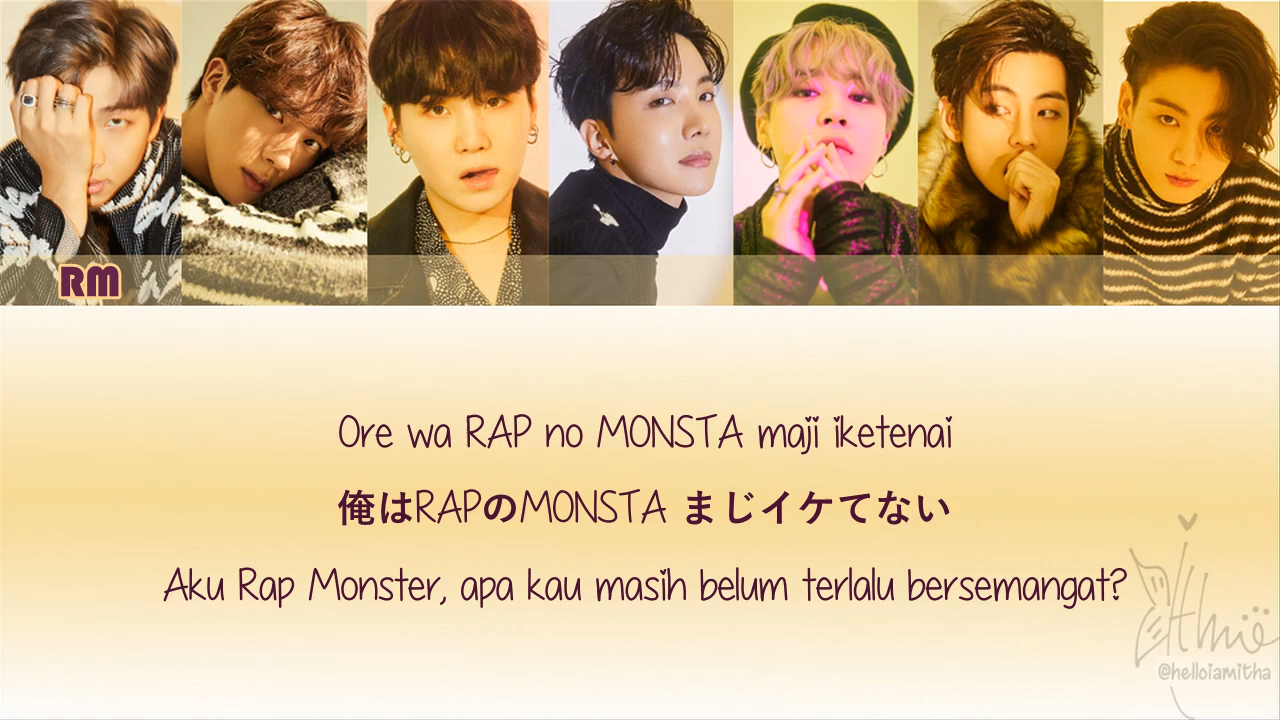 RM
Ore wa RAP no MONSTA maji iketenai
俺はRAPのMONSTA まじイケてない
Aku Rap Monster, apa kau masih belum terlalu bersemangat?
@helloiamitha